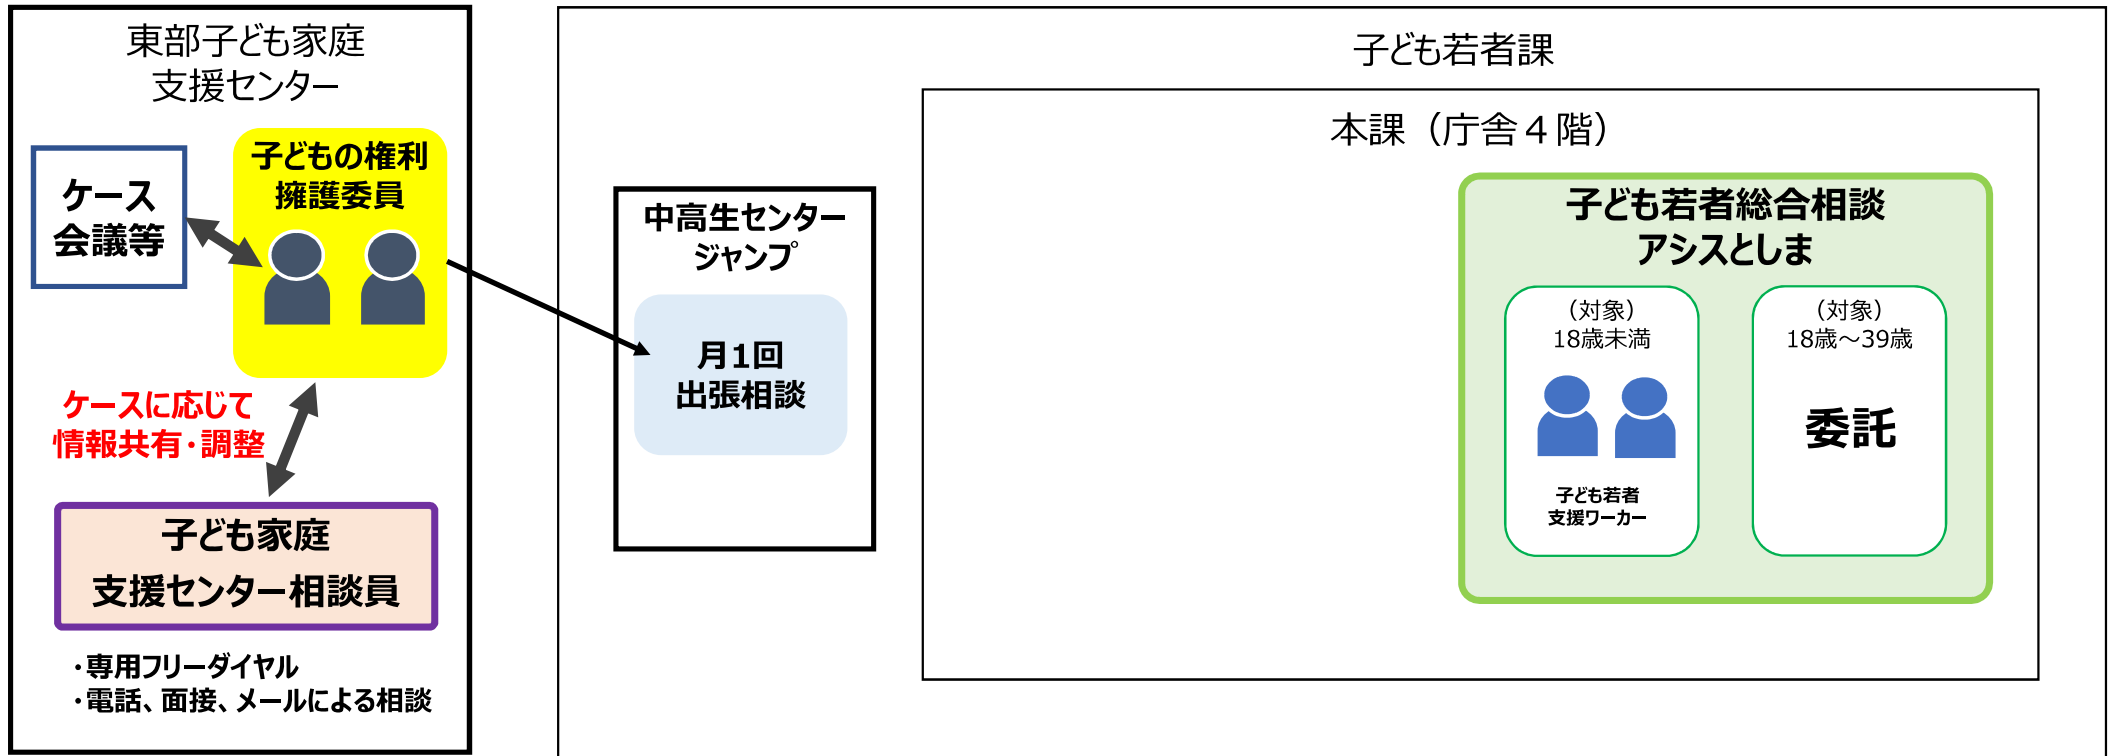 東部子ども家庭
支援センター
ケース
会議等
子どもの権利
擁護委員
ケースに応じて
情報共有・調整
子ども家庭
支援センター相談員
・専用フリーダイヤル
・電話、面接、メールによる相談
子ども若者課
中高生センター
ジャンプ
月1回
出張相談
本課（庁舎４階）
子ども若者総合相談
アシスとしま
（対象）
18歳未満
子ども若者
支援ワーカー
（対象）
18歳～39歳
委託